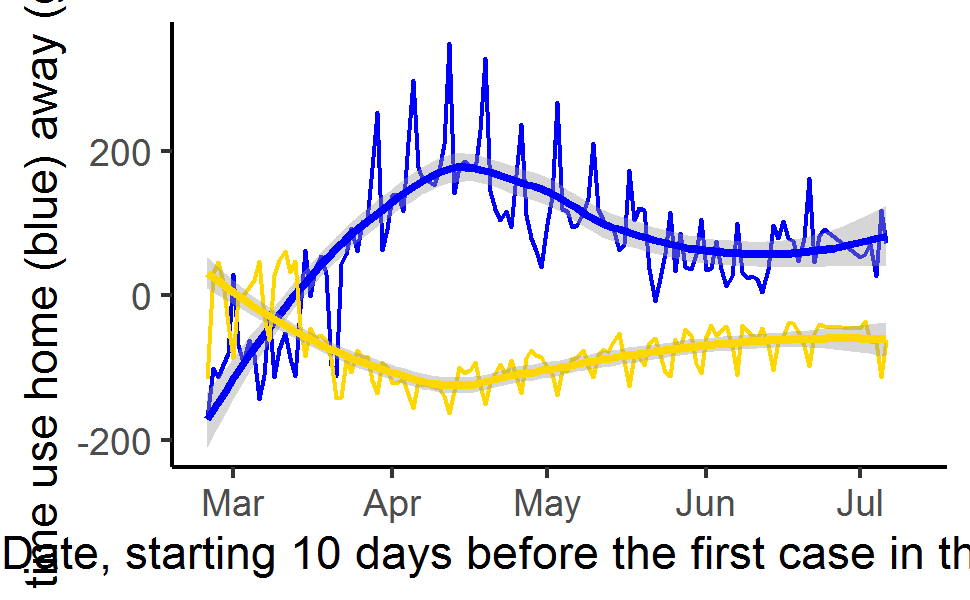 time use home (blue) away (
200
0
-200
Mar Apr May Jun Jul
Date, starting 10 days before the first case in th